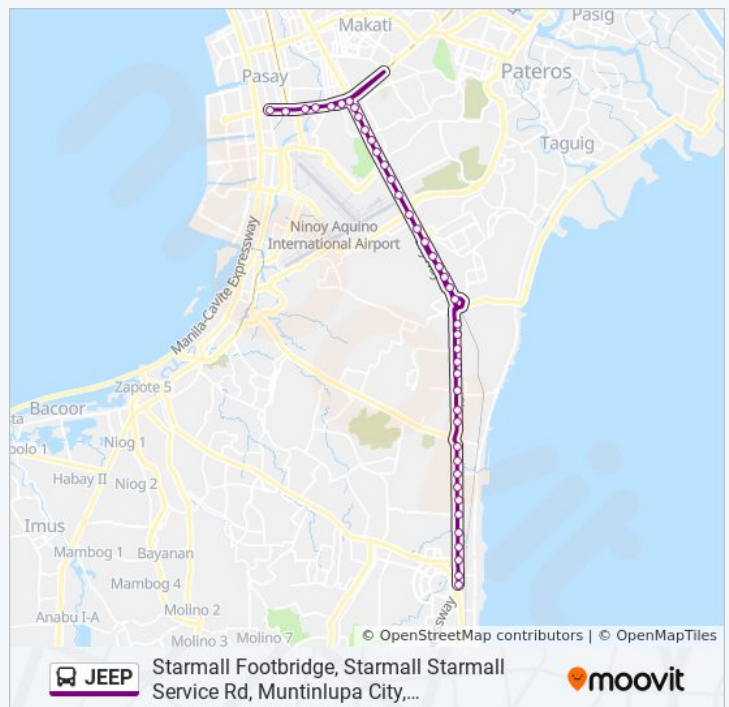 Pasig
Makati
Pasay
Pateros
Taguig
Ninoy Aquino
International Airport
Manila-Cavite Expressway
Zapote 5
Bacoor
Niog 1
Habay II
Niog 2
Imus
Mambog 1
Bayanan
Mambog 4
Molino 2
Anabu I-A
Molino 3
Molino 7
© OpenStreetMap contributors | © OpenMapTiles
JEEP
Starmall Footbridge, Starmall Starmall
Service Rd, Muntinlupa City,…
moovit